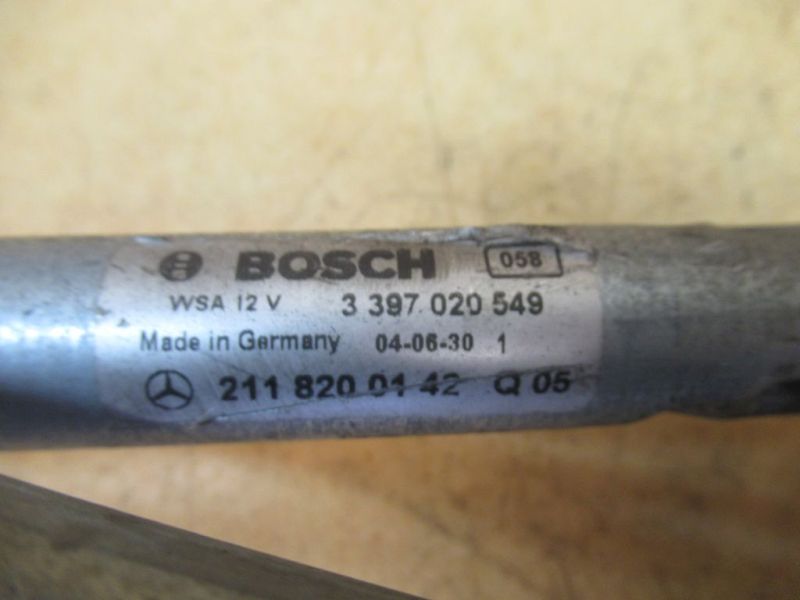 BOSCH 058
WSA 12 V 3 397 020 549
Made in Germany 04-06-30 1
211 820 01 42 Q 05